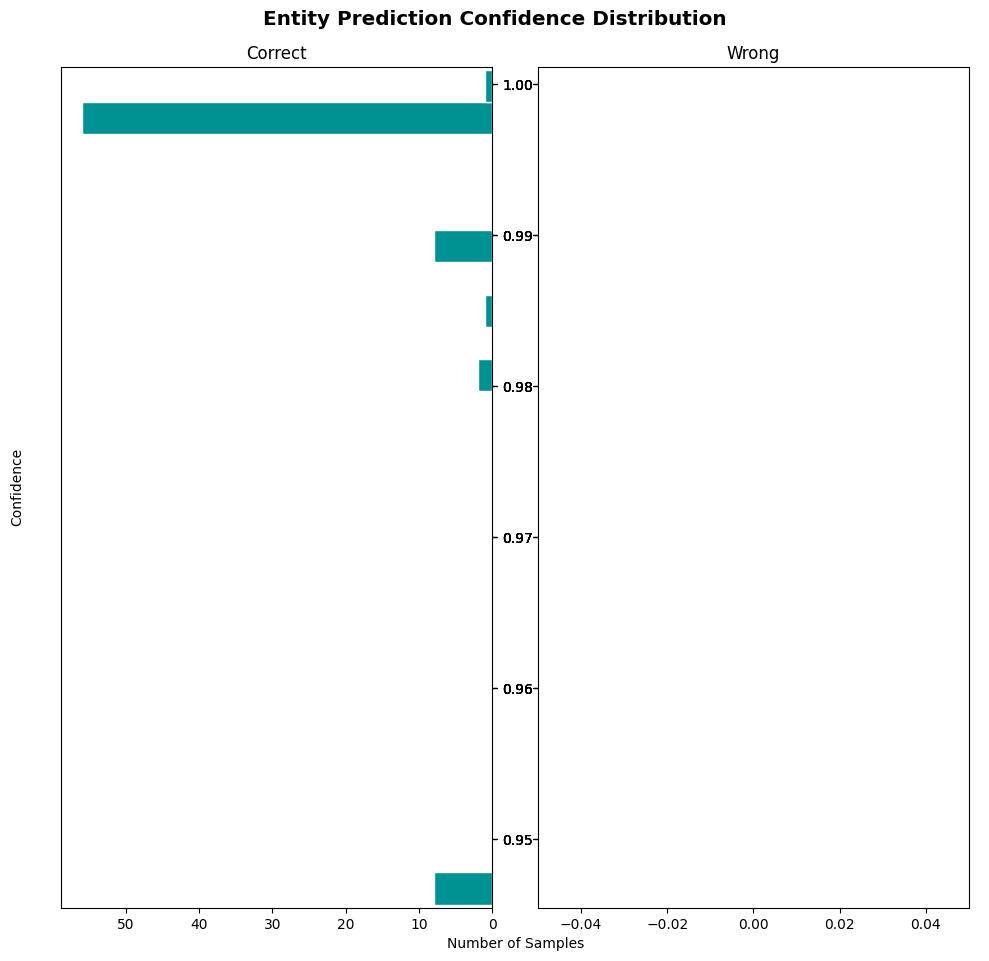 Entity Prediction Confidence Distribution
Correct
Wrong
1.00
0.99
0.98
0.97
0.96
0.95
Confidence
50 40 30 20 10 0
−0.04 −0.02 0.00 0.02 0.04
Number of Samples